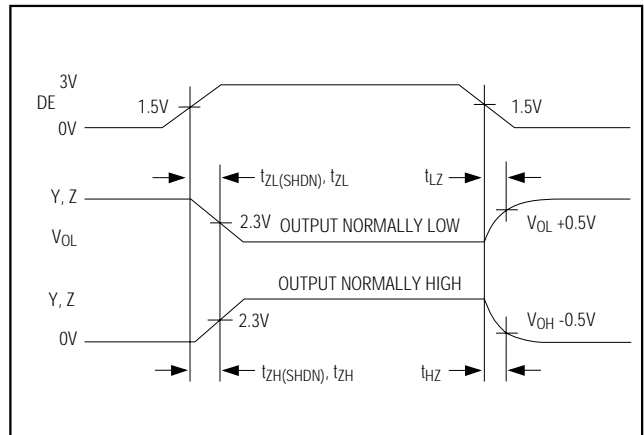 3V
DE
1.5V
1.5V
0V
tZL(SHDN), tZL
tLZ
Y, Z
2.3V
OUTPUT NORMALLY LOW
VOL +0.5V
VOL
OUTPUT NORMALLY HIGH
Y, Z
2.3V
VOH -0.5V
0V
tZH(SHDN), tZH
tHZ